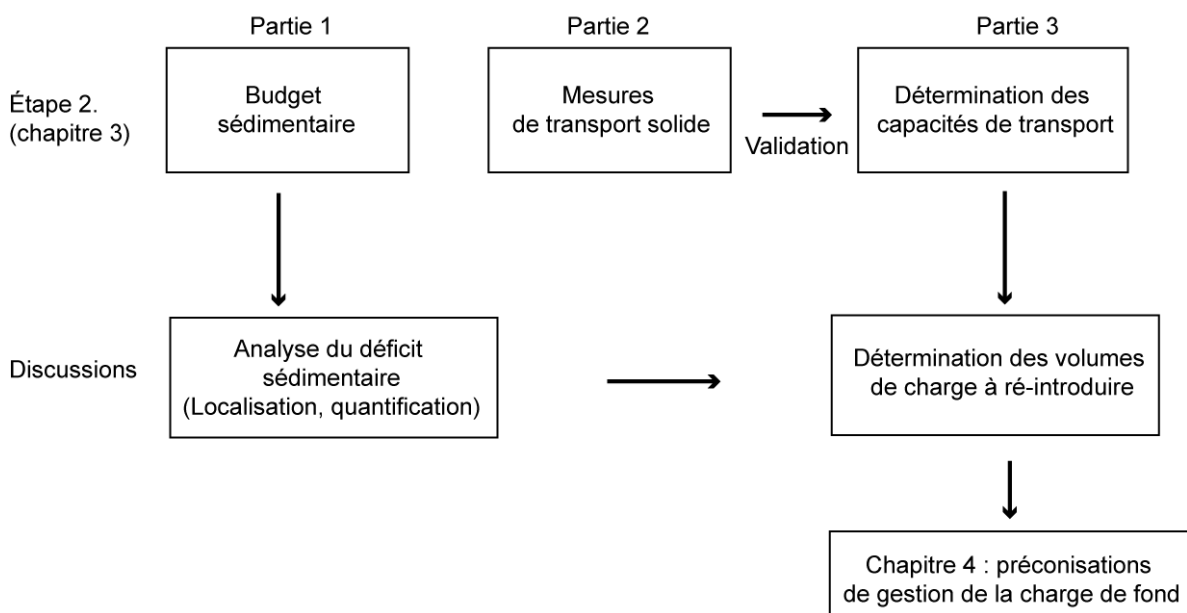 Partie 1
Partie 2
Partie 3
Étape 2.
(chapitre 3)
Budget
sédimentaire
Mesures
de transport solide
Validation
Détermination des
capacités de transport
Discussions
Analyse du déficit
sédimentaire
(Localisation, quantification)
Détermination des volumes
de charge à ré-introduire
Chapitre 4 : préconisations
de gestion de la charge de fond